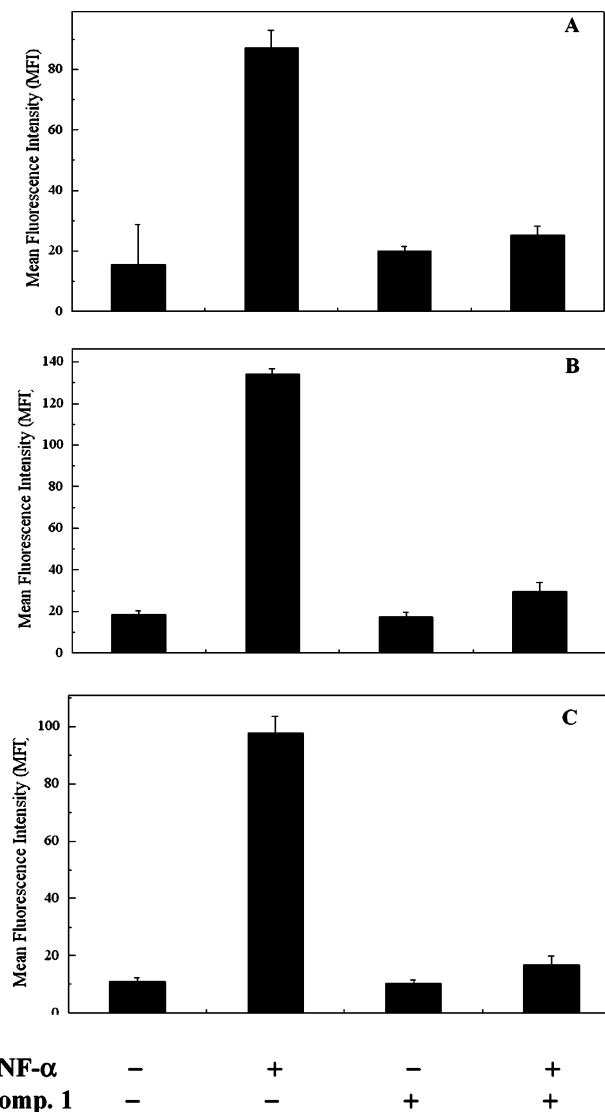 A
Mean Fluorescence Intensity (MFI)
80
60
40
20
0
B
Mean Fluorescence Intensity (MFI)
140
120
100
80
60
40
20
0
C
Mean Fluorescence Intensity (MFI)
100
80
60
40
20
0
NF-α − + − +
omp. 1 − − + +